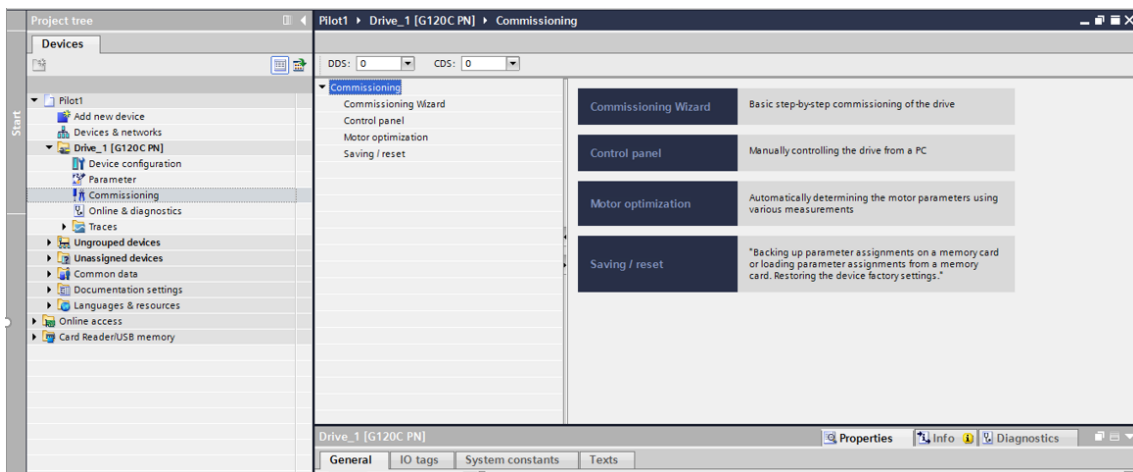 Project tree
Devices
Start
Pilot1
Add new device
Devices & networks
Drive_1 [G120C PN]
Device configuration
Parameter
Commissioning
Online & diagnostics
Traces
Ungrouped devices
Unassigned devices
Common data
Documentation settings
Languages & resources
Online access
Card Reader/USB memory
Pilot1 Drive_1 [G120C PN] Commissioning
DDS: 0 CDS: 0
Commissioning
Commissioning Wizard
Control panel
Motor optimization
Saving / reset
Commissioning Wizard
Basic step-by-step commissioning of the drive
Control panel
Manually controlling the drive from a PC
Motor optimization
Automatically determining the motor parameters using
various measurements
Saving / reset
"Backing up parameter assignments on a memory card
or loading parameter assignments from a memory
card. Restoring the device factory settings."
Drive_1 [G120C PN]
Properties Info Diagnostics
General IO tags System constants Texts